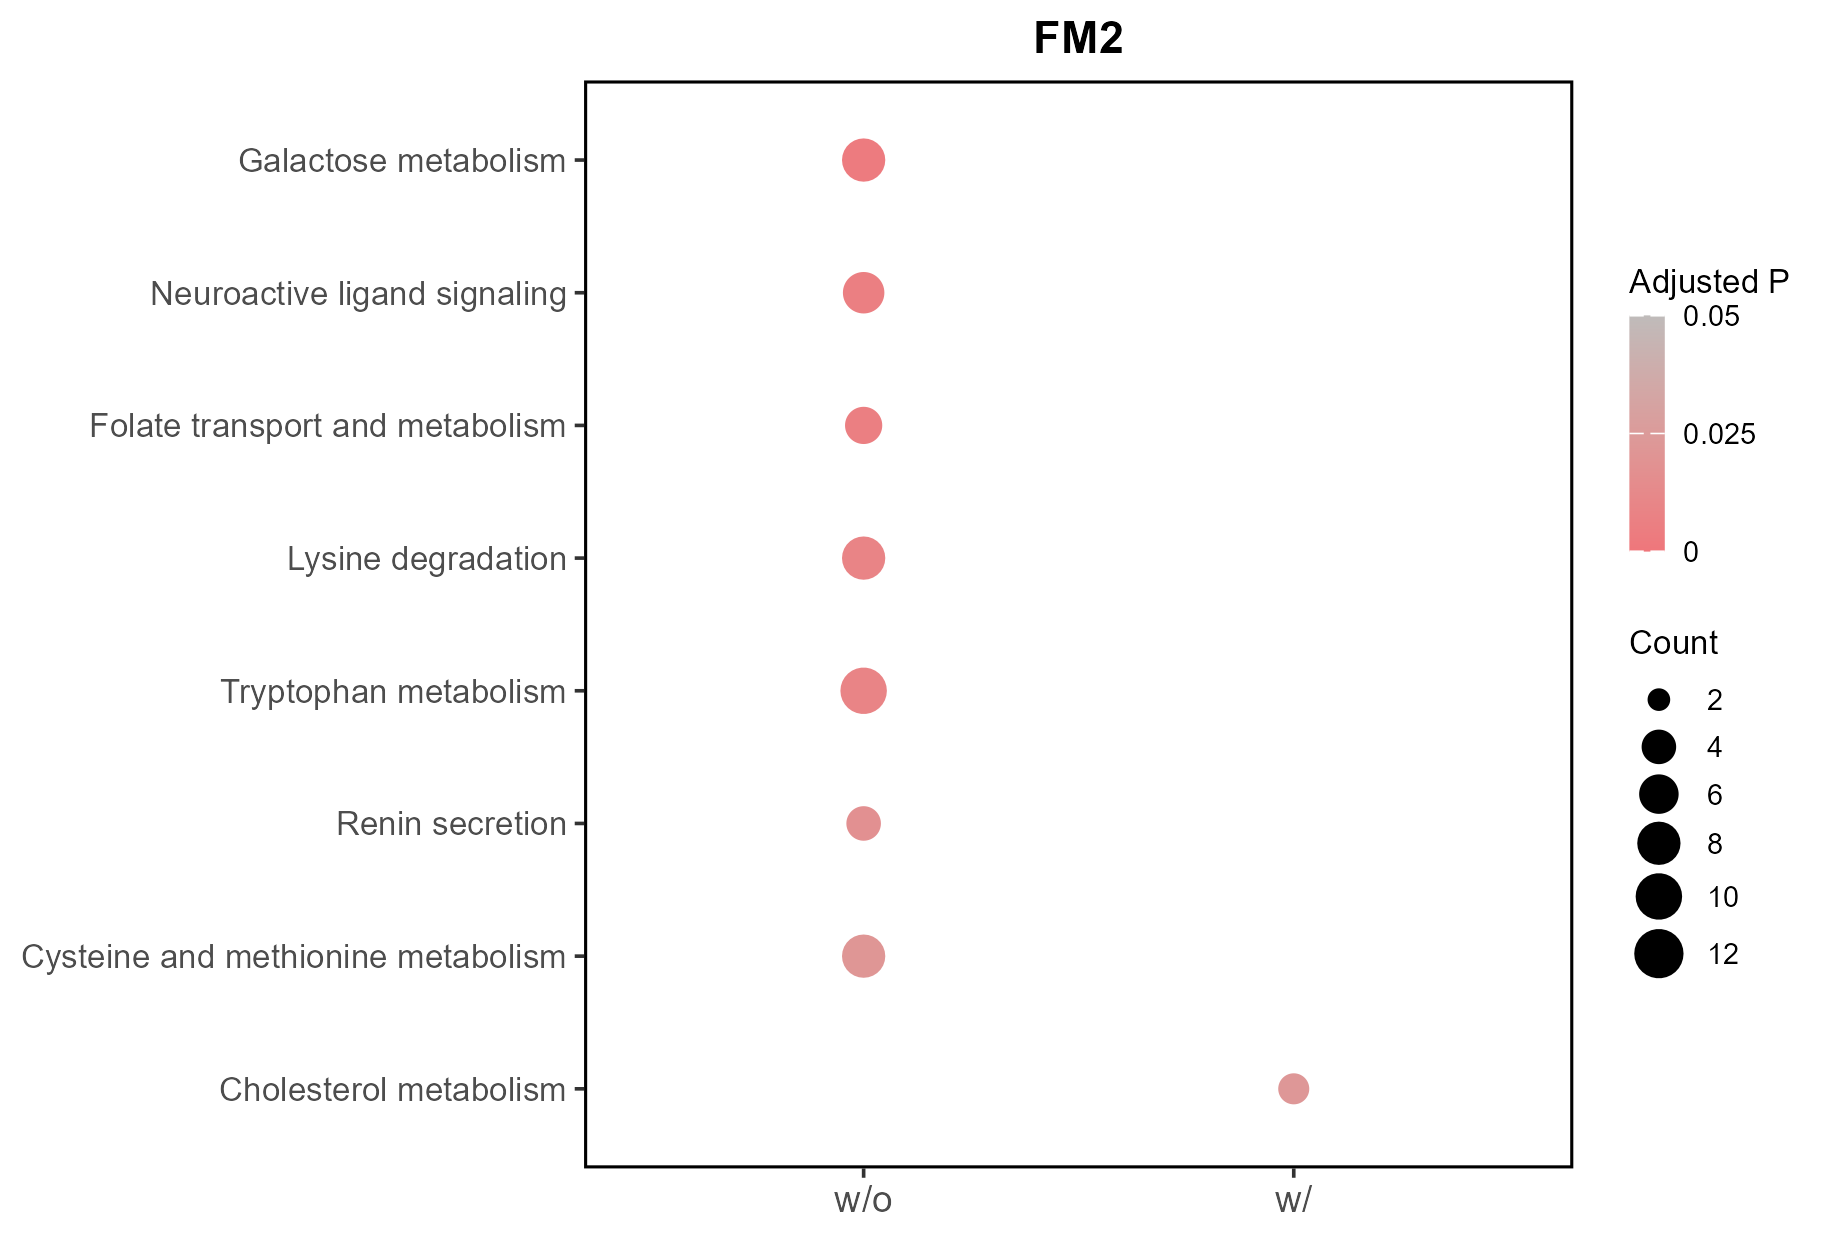 FM2
Galactose metabolism
Neuroactive ligand signaling
Folate transport and metabolism
Lysine degradation
Tryptophan metabolism
Renin secretion
Cysteine and methionine metabolism
Cholesterol metabolism
w/o
w/
Adjusted P
0.05
0.025
0
Count
2
4
6
8
10
12